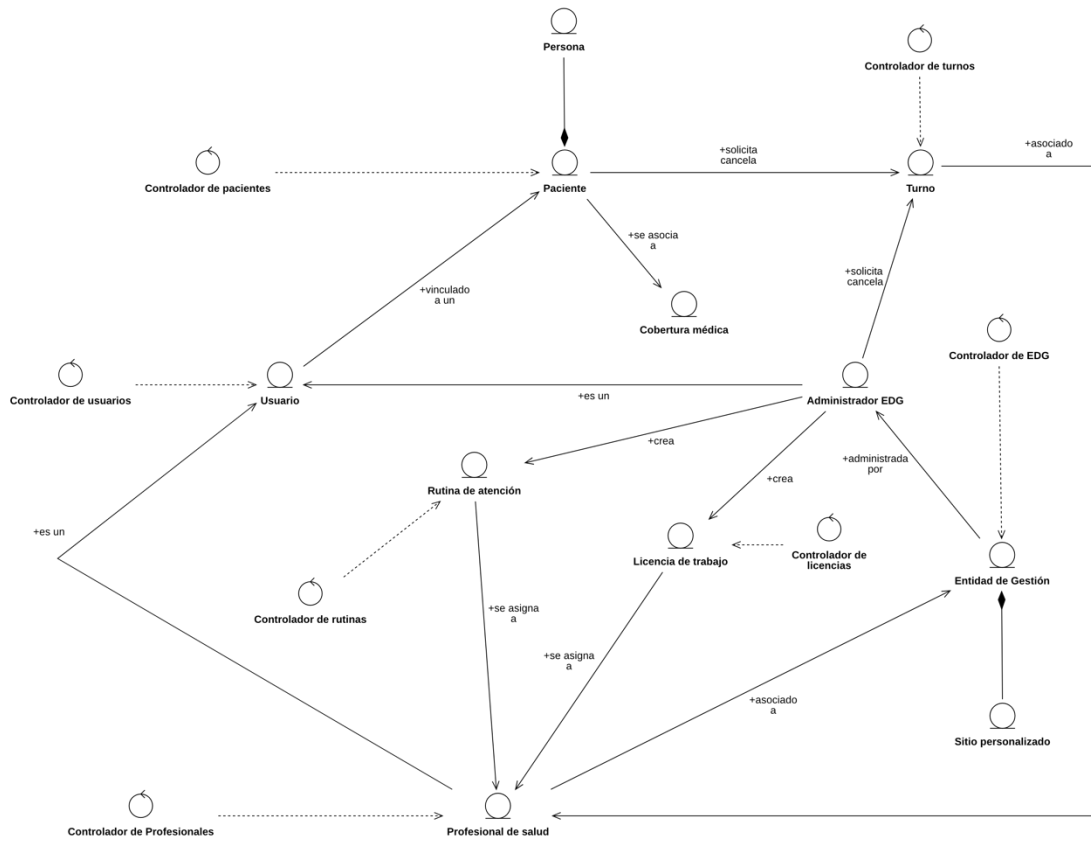 Persona
Controlador de turnos
+solicita
cancela
+asociado
a
Controlador de pacientes
Paciente
Turno
+se asocia
a
+vinculado
a un
+solicita
cancela
Cobertura médica
Controlador de EDG
Controlador de usuarios
Usuario
+es un
Administrador EDG
+crea
+administrada
por
Rutina de atención
+crea
+es un
Licencia de trabajo
Controlador de
licencias
Entidad de Gestión
Controlador de rutinas
+se asigna
a
+se asigna
a
+asociado
a
Sitio personalizado
Controlador de Profesionales
Profesional de salud